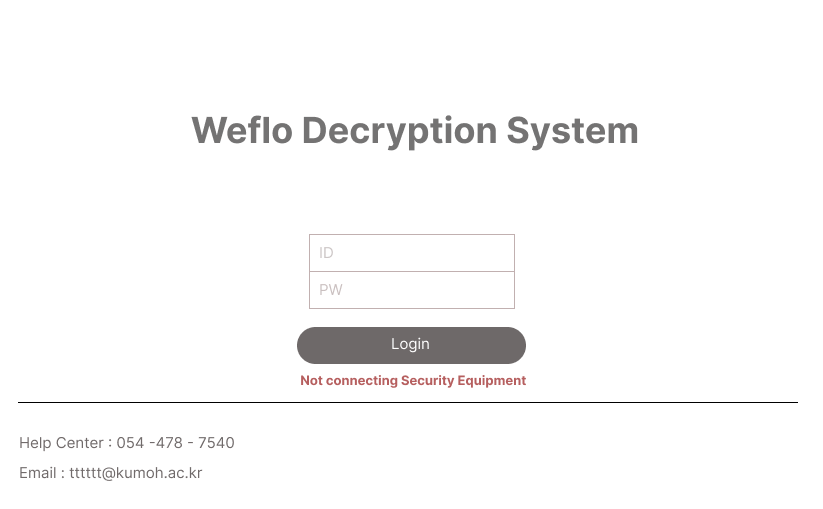 Weflo Decryption System
ID
PW
Login
Not connecting Security Equipment
Help Center : 054 -478 - 7540
Email : tttttt@kumoh.ac.kr